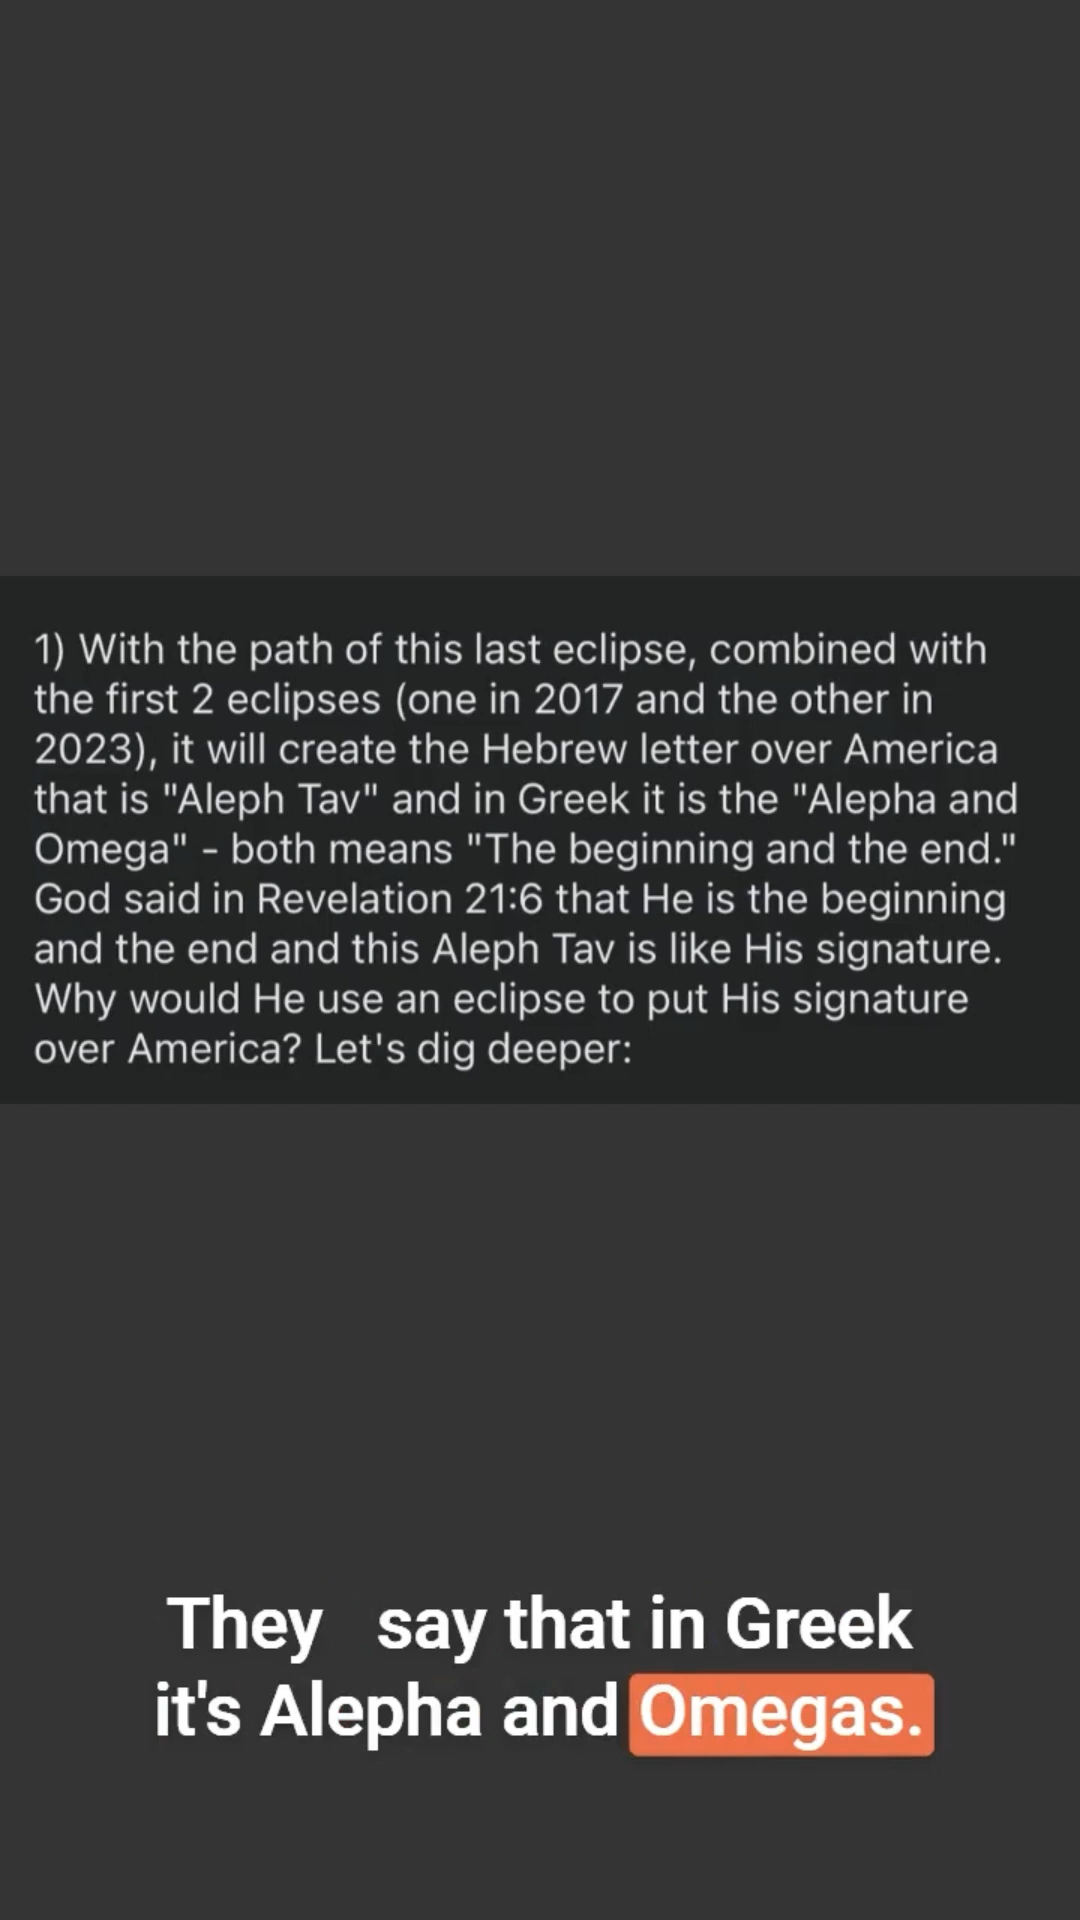 1) With the path of this last eclipse, combined with
the first 2 eclipses (one in 2017 and the other in
2023), it will create the Hebrew letter over America
that is "Aleph Tav" and in Greek it is the "Alepha and
Omega" - both means "The beginning and the end."
God said in Revelation 21:6 that He is the beginning
and the end and this Aleph Tav is like His signature.
Why would He use an eclipse to put His signature
over America? Let's dig deeper:
They say that in Greek
it's Alepha and Omegas.